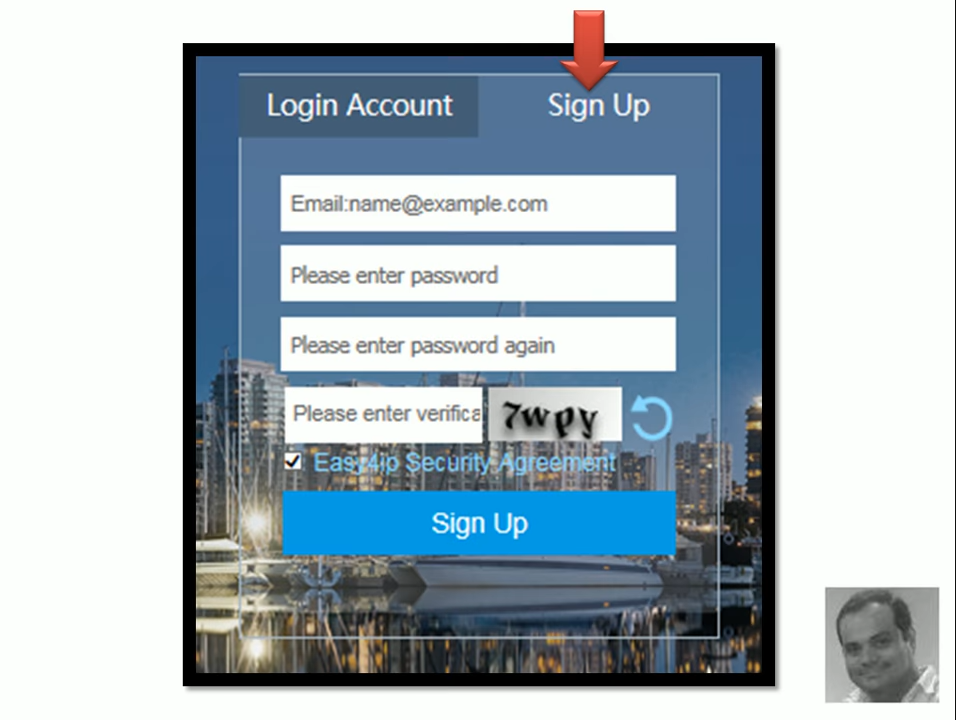 Login Account Sign Up
Email:name@example.com
Please enter password
Please enter password again
Please enter verifica 7wpy
Easy4ip Security Agreement
Sign Up